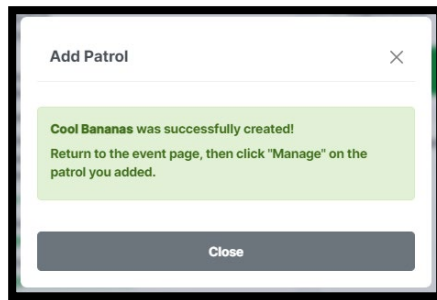 Add Patrol
Cool Bananas was successfully created!
Return to the event page, then click "Manage" on the
patrol you added.
Close